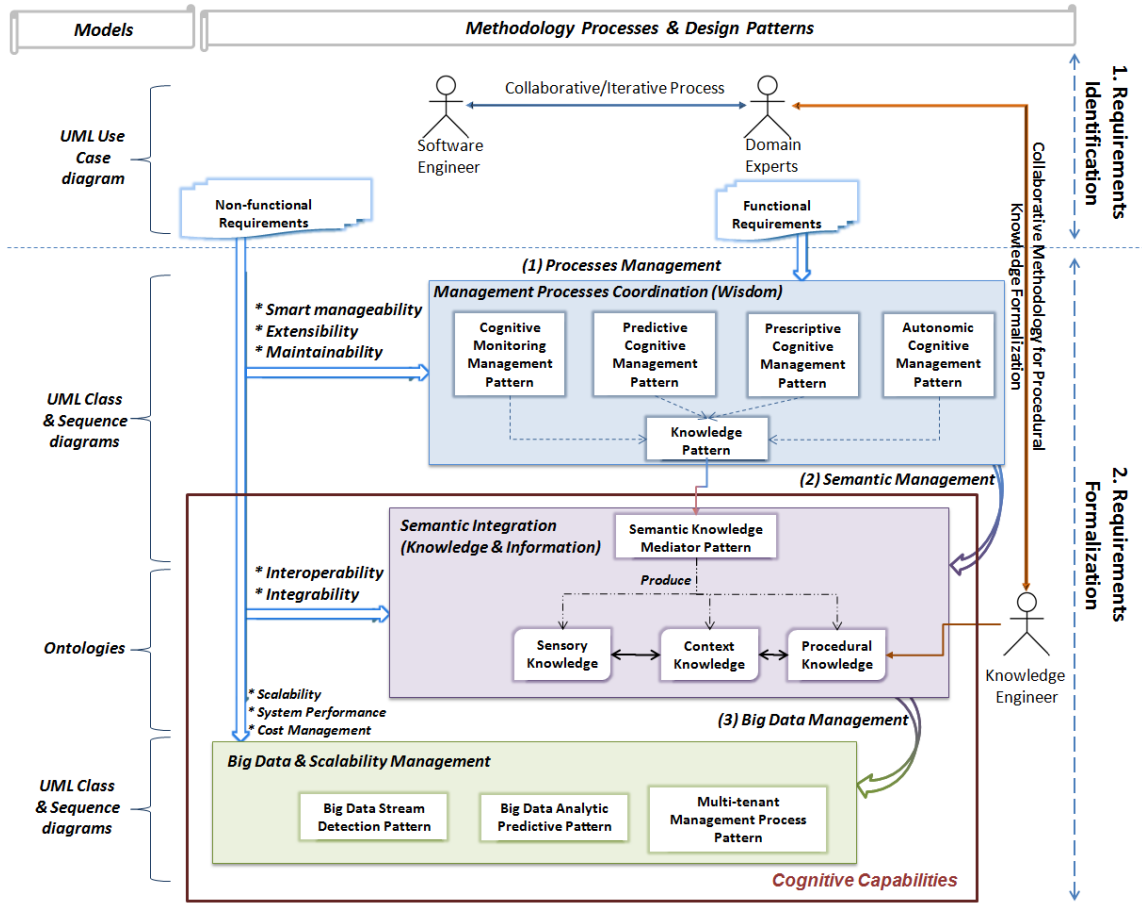 Models
Methodology Processes & Design Patterns
1. Requirements
Identification
Collaborative/Iterative Process
Software
Engineer
Domain
Experts
UML Use
Case
diagram
Non-functional
Requirements
Functional
Requirements
Collaborative Methodology for Procedural
Knowledge Formalization
(1) Processes Management
Management Processes Coordination (Wisdom)
* Smart manageability
* Extensibility
* Maintainability
Cognitive
Monitoring
Management
Pattern
Predictive
Cognitive
Management
Pattern
Prescriptive
Cognitive
Management
Pattern
Autonomic
Cognitive
Management
Pattern
UML Class
& Sequence
diagrams
Knowledge
Pattern
(2) Semantic Management
2. Requirements
Formalization
Semantic Integration
(Knowledge & Information)
Semantic Knowledge
Mediator Pattern
Produce
* Interoperability
* Integrability
Ontologies
Sensory
Knowledge
Context
Knowledge
Procedural
Knowledge
Knowledge
Engineer
* Scalability
* System Performance
* Cost Management
(3) Big Data Management
Big Data & Scalability Management
UML Class
& Sequence
diagrams
Big Data Stream
Detection Pattern
Big Data Analytic
Predictive Pattern
Multi-tenant
Management Process
Pattern
Cognitive Capabilities